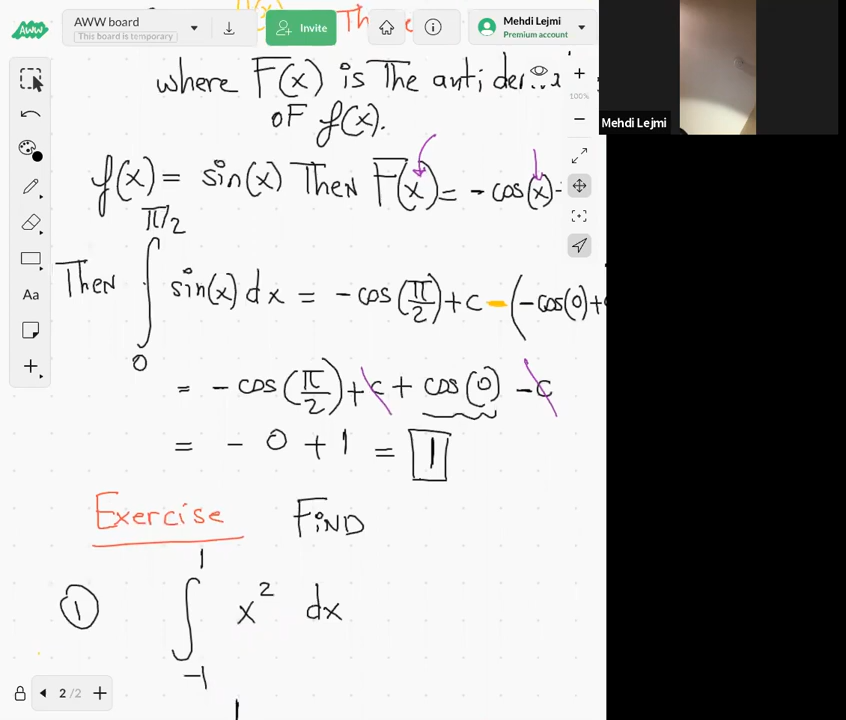 AWW board
This board is temporary
Invite
Mehdi Lejmi
Premium account
where F(x) is The anti
100%
OF f(x).
Mehdi Lejmi
f(x) = sin(x) Then F(x) = - cos(x)
Then ∫ π/2 0 sin(x) dx = - cos(π/2) + c - (- cos(0) +
= - cos(π/2) + c + cos(0) - c
= - 0 + 1 = 1
Exercise FIND
① ∫ 1 -1 x² dx
1
Aa
2 / 2